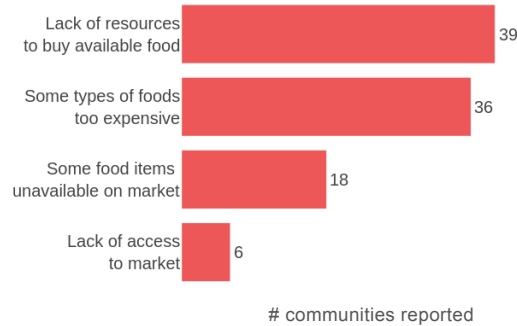 Lack of resources
to buy available food
39
Some types of foods
too expensive
36
Some food items
unavailable on market
18
Lack of access
to market
6
# communities reported